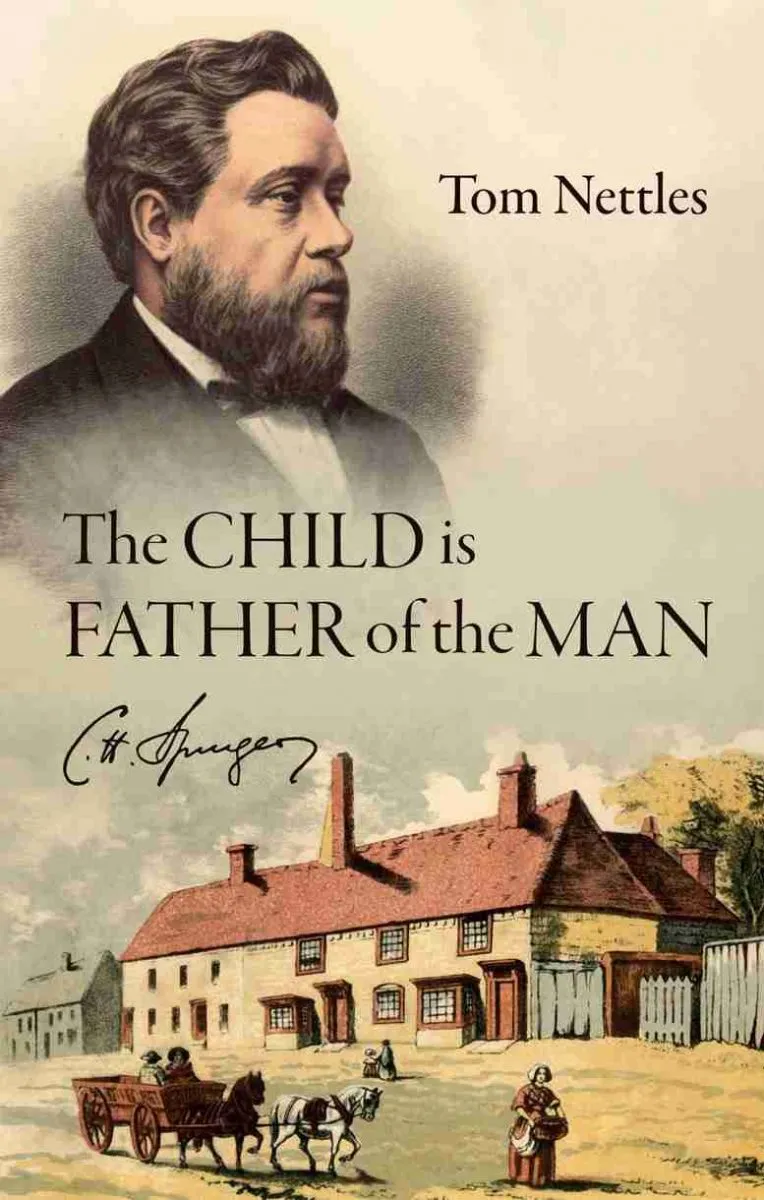 Tom Nettles
The CHILD is
FATHER of the MAN
C. H. Spurgeon